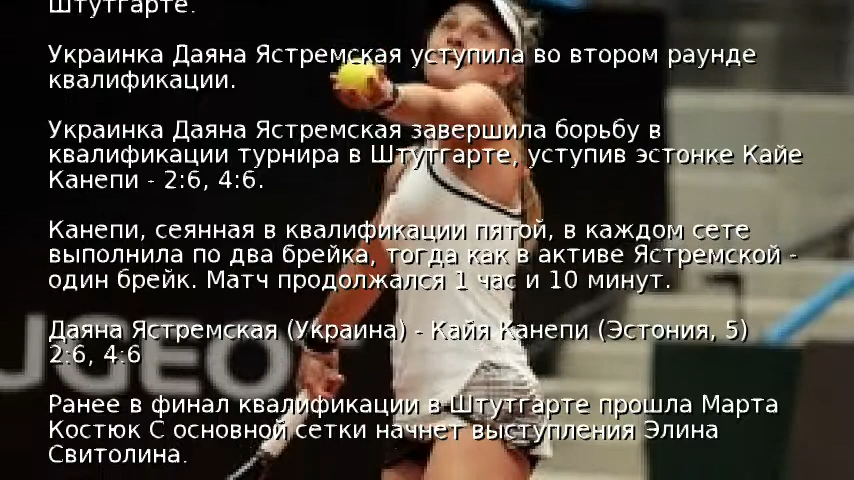 Штутгарте.
Украинка Даяна Ястремская уступила во втором раунде
квалификации.
Украинка Даяна Ястремская завершила борьбу в
квалификации турнира в Штутгарте, уступив эстонке Кайе
Канепи - 2:6, 4:6.
Канепи, сеянная в квалификации пятой, в каждом сете
выполнила по два брейка, тогда как в активе Ястремской -
один брейк. Матч продолжался 1 час и 10 минут.
Даяна Ястремская (Украина) - Кайя Канепи (Эстония, 5)
2:6, 4:6
UGEO
Ранее в финал квалификации в Штутгарте прошла Марта
Костюк С основной сетки начнет выступления Элина
Свитолина.